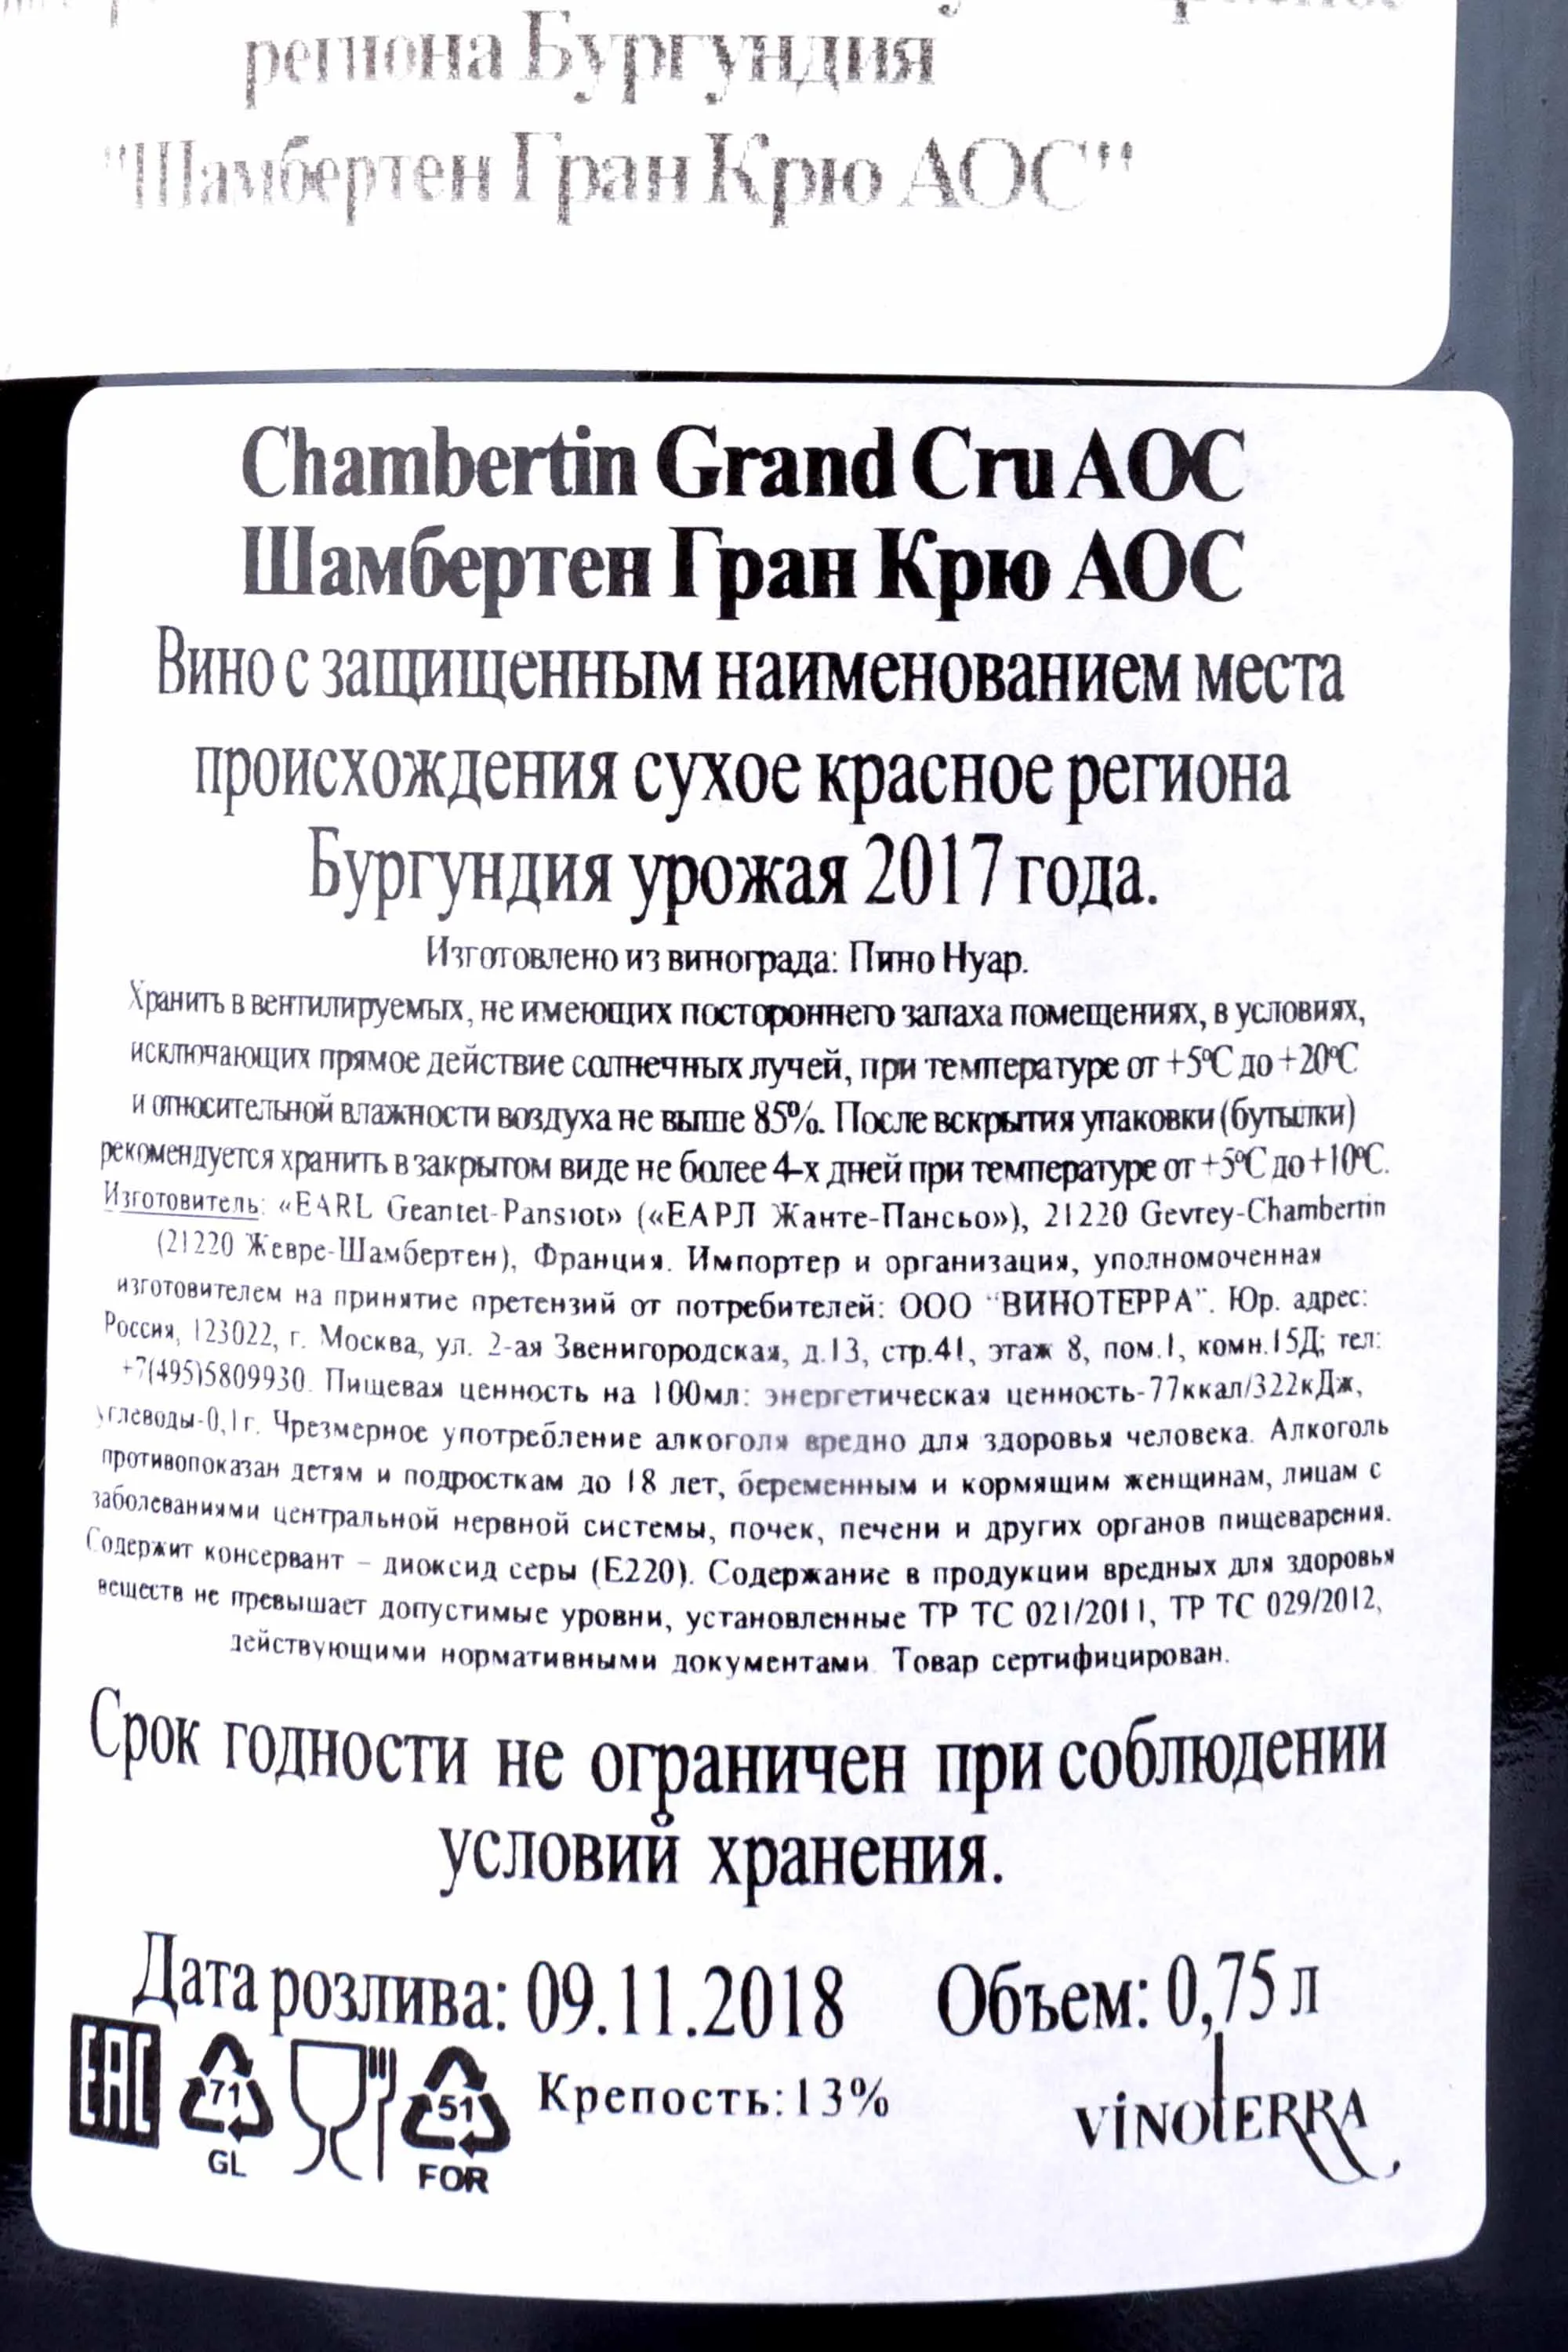 региона Бургундия
"Шамбертен Гран Крю АОС"
Chambertin Grand Cru AOC
Шамбертен Гран Крю АОС
Вино с защищенным наименованием места
происхождения сухое красное региона
Бургундия урожая 2017 года.
Изготовлено из винограда: Пино Нуар.
Хранить в вентилируемых, не имеющих постороннего запаха помещениях, в условиях,
исключающих прямое действие солнечных лучей, при температуре от +5°C до +20°C
и относительной влажности воздуха не выше 85%. После вскрытия упаковки (бутылки)
рекомендуется хранить в закрытом виде не более 4-х дней при температуре от +5°C до +10°C.
Изготовитель: «EARL Geantet-Pansiot» («ЕАРЛ Жанте-Пансьо»), 21220 Gevrey-Chambertin
(21220 Жевре-Шамбертен), Франция. Импортер и организация, уполномоченная
изготовителем на принятие претензий от потребителей: ООО "ВИНОТЕРРА". Юр. адрес:
Россия, 123022, г. Москва, ул. 2-ая Звенигородская, д.13, стр.41, этаж 8, пом.I, комн.15Д; тел:
+7(495)5809930. Пищевая ценность на 100мл: энергетическая ценность-77ккал/322кДж,
углеводы-0,1г. Чрезмерное употребление алкоголя вредно для здоровья человека. Алкоголь
противопоказан детям и подросткам до 18 лет, беременным и кормящим женщинам, лицам с
заболеваниями центральной нервной системы, почек, печени и других органов пищеварения.
Содержит консервант – диоксид серы (Е220). Содержание в продукции вредных для здоровья
веществ не превышает допустимые уровни, установленные ТР ТС 021/2011, ТР ТС 029/2012,
действующими нормативными документами. Товар сертифицирован.
Срок годности не ограничен при соблюдении
условий хранения.
Дата розлива: 09.11.2018 Объем: 0,75 л
EAC 71 GL 51 FOR Крепость: 13% VINOTERRA